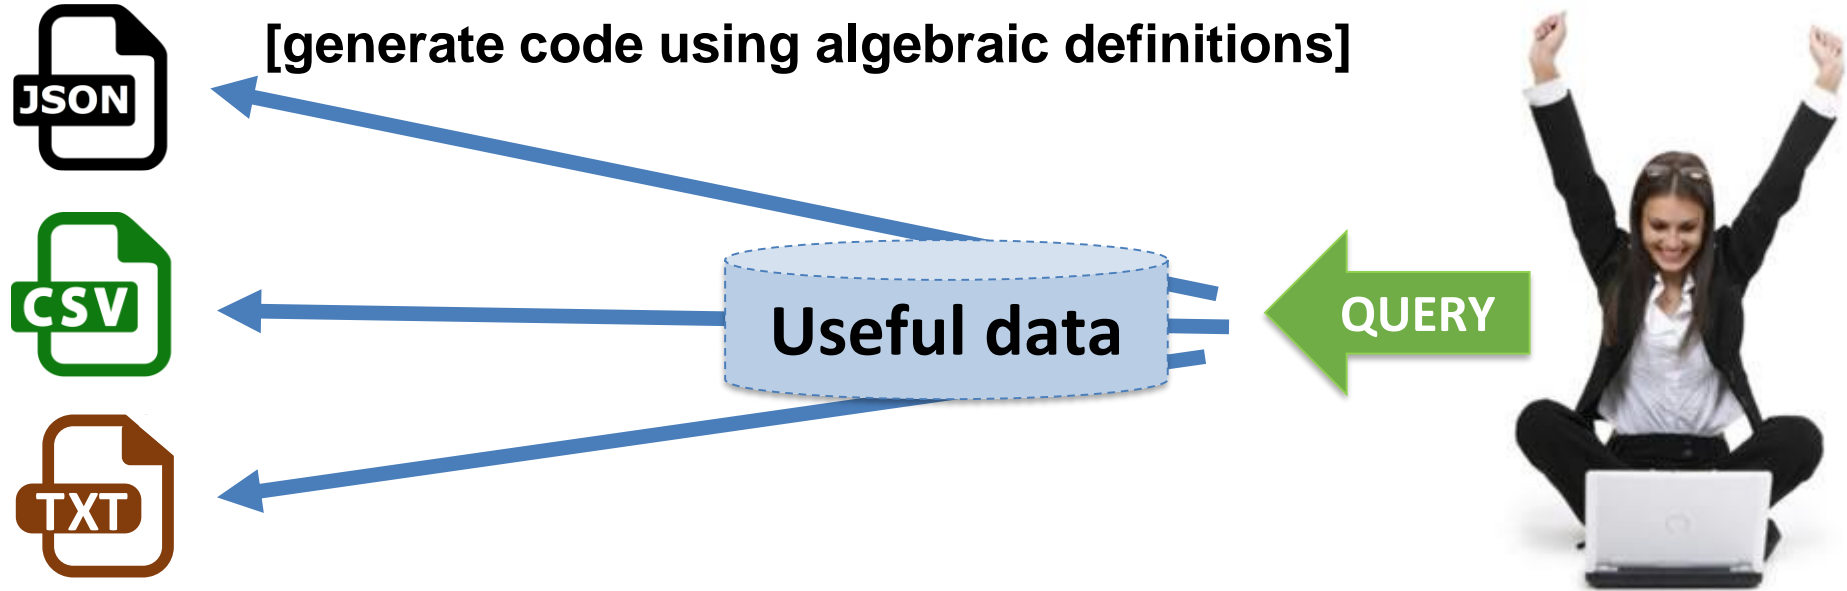 [generate code using algebraic definitions]
JSON
CSV
Useful data
QUERY
TXT